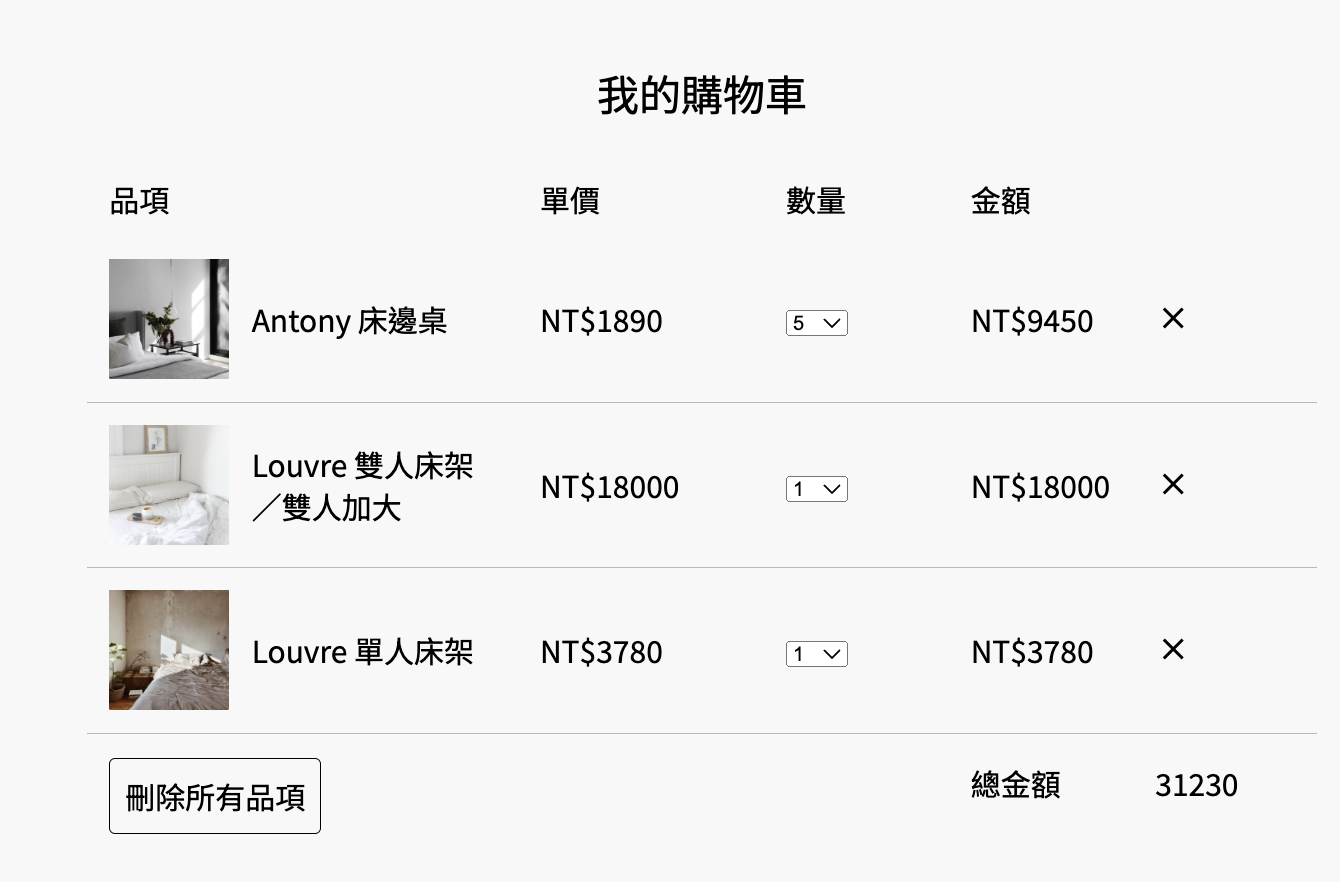 我的購物車
品項 單價 數量 金額
Antony 床邊桌 NT$1890 5 NT$9450 ✕
Louvre 雙人床架
／雙人加大 NT$18000 1 NT$18000 ✕
Louvre 單人床架 NT$3780 1 NT$3780 ✕
刪除所有品項 總金額 31230